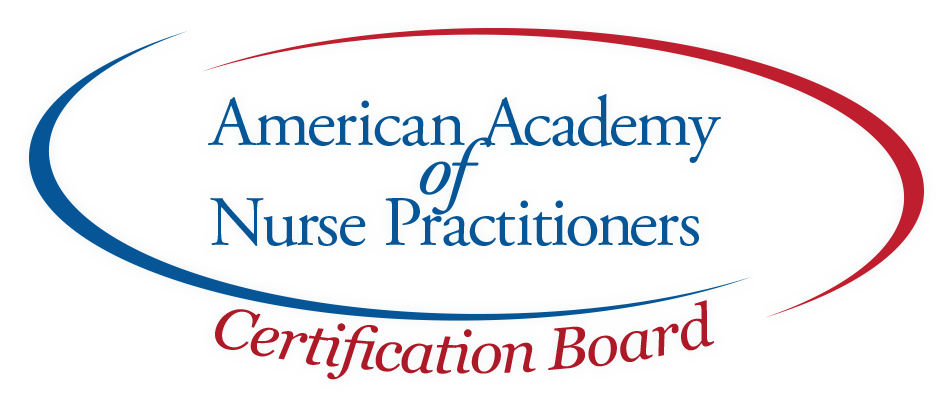 American Academy
of
Nurse Practitioners
Certification Board